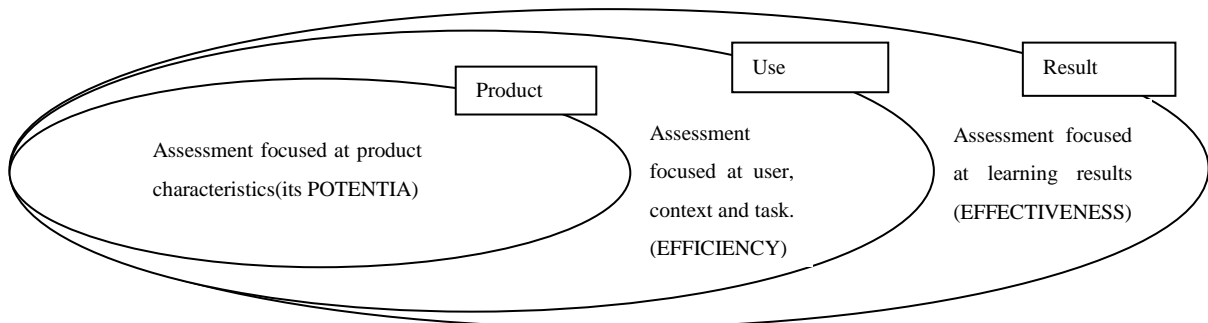 Product
Assessment focused at product
characteristics(its POTENTIA)
Use
Assessment
focused at user,
context and task.
(EFFICIENCY)
Result
Assessment focused
at learning results
(EFFECTIVENESS)